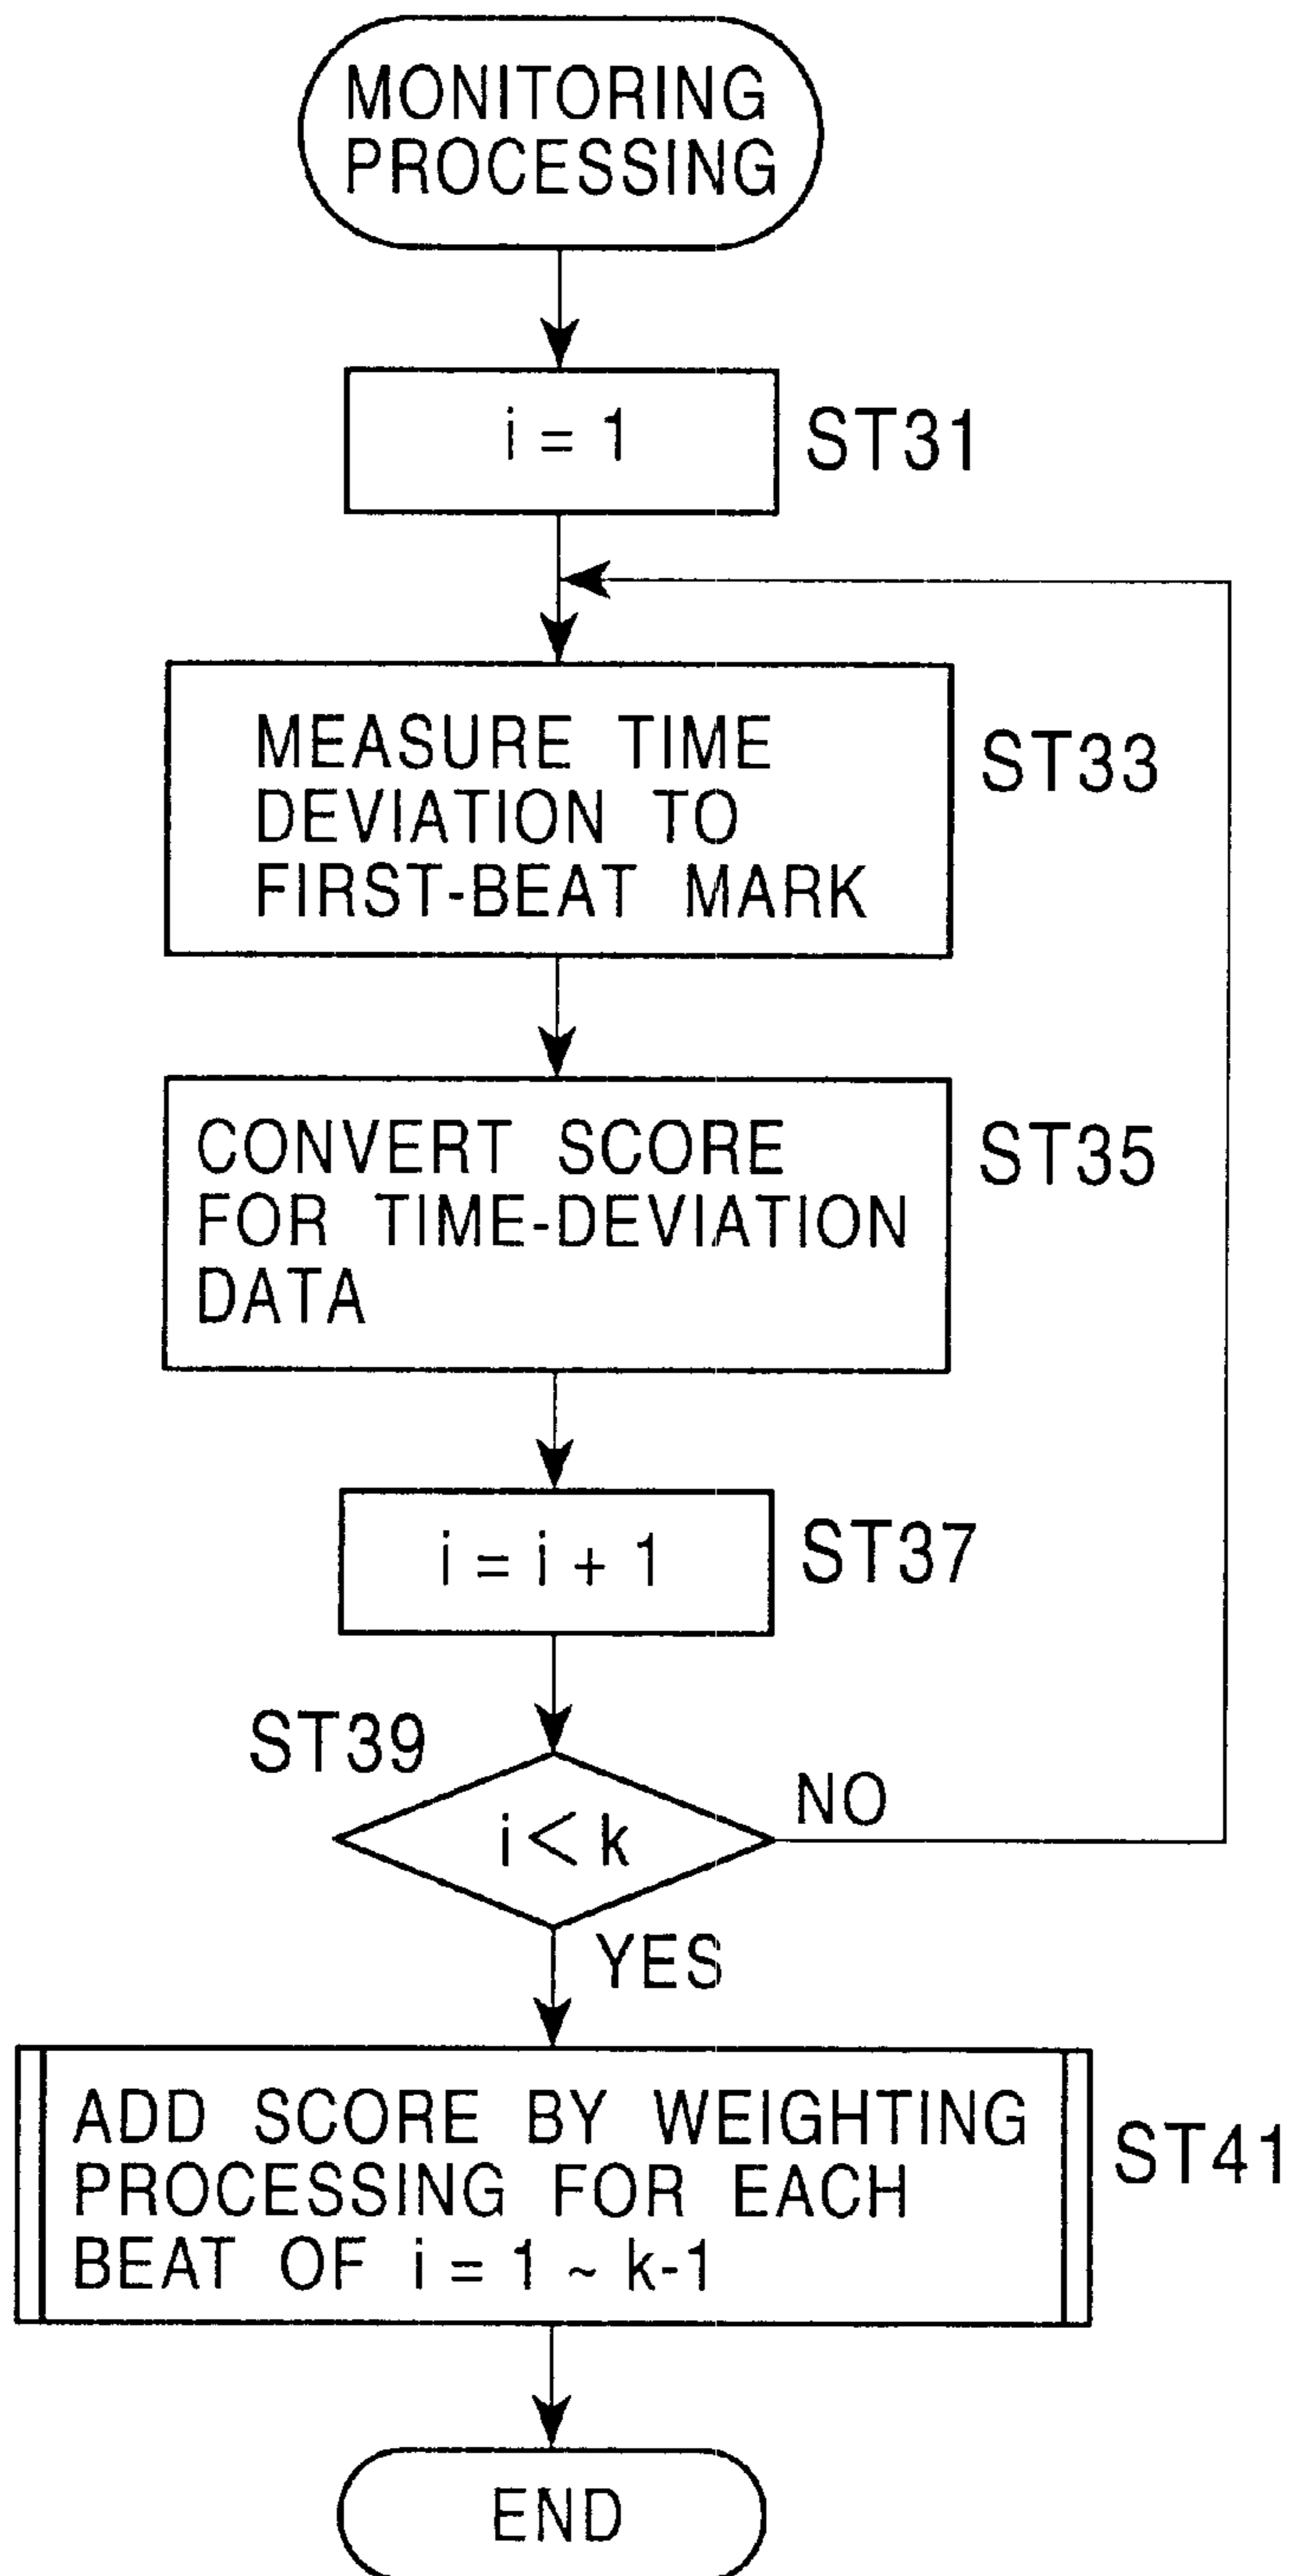 MONITORING
PROCESSING
i = 1
ST31
MEASURE TIME
DEVIATION TO
FIRST-BEAT MARK
ST33
CONVERT SCORE
FOR TIME-DEVIATION
DATA
ST35
i = i + 1
ST37
ST39
i < k
NO
YES
ADD SCORE BY WEIGHTING
PROCESSING FOR EACH
BEAT OF i = 1 ~ k-1
ST41
END